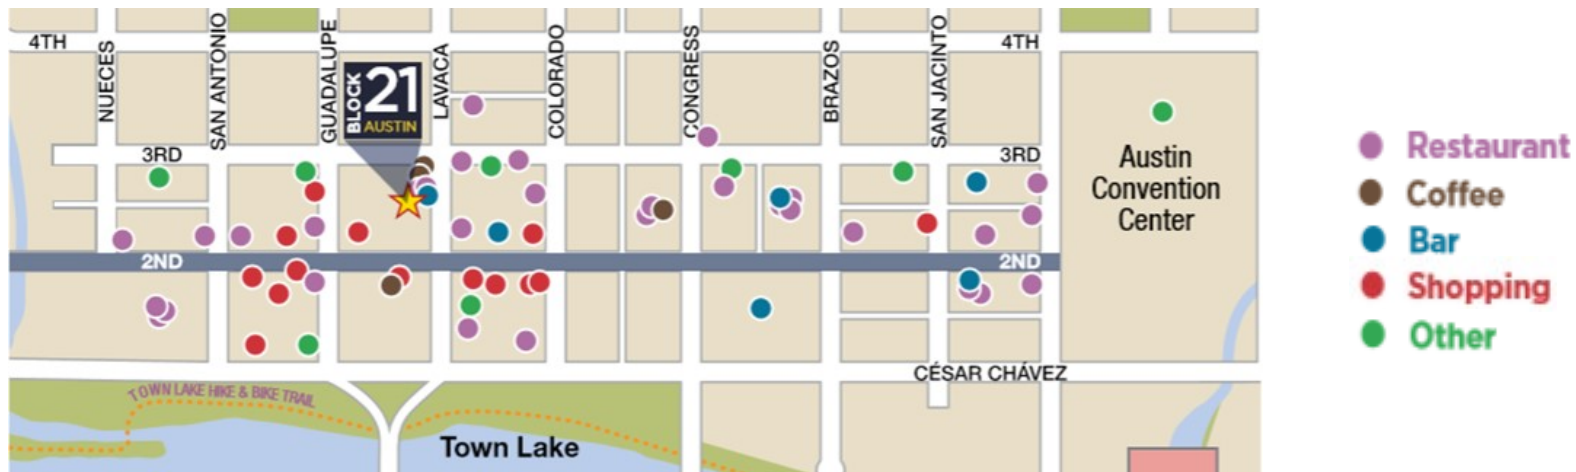 4TH
4TH
NUECES
SAN ANTONIO
GUADALUPE
BLOCK
21
AUSTIN
LAVACA
COLORADO
CONGRESS
BRAZOS
SAN JACINTO
3RD
3RD
Austin
Convention
Center
2ND
2ND
CÉSAR CHÁVEZ
TOWN LAKE HIKE & BIKE TRAIL
Town Lake
Restaurant
Coffee
Bar
Shopping
Other